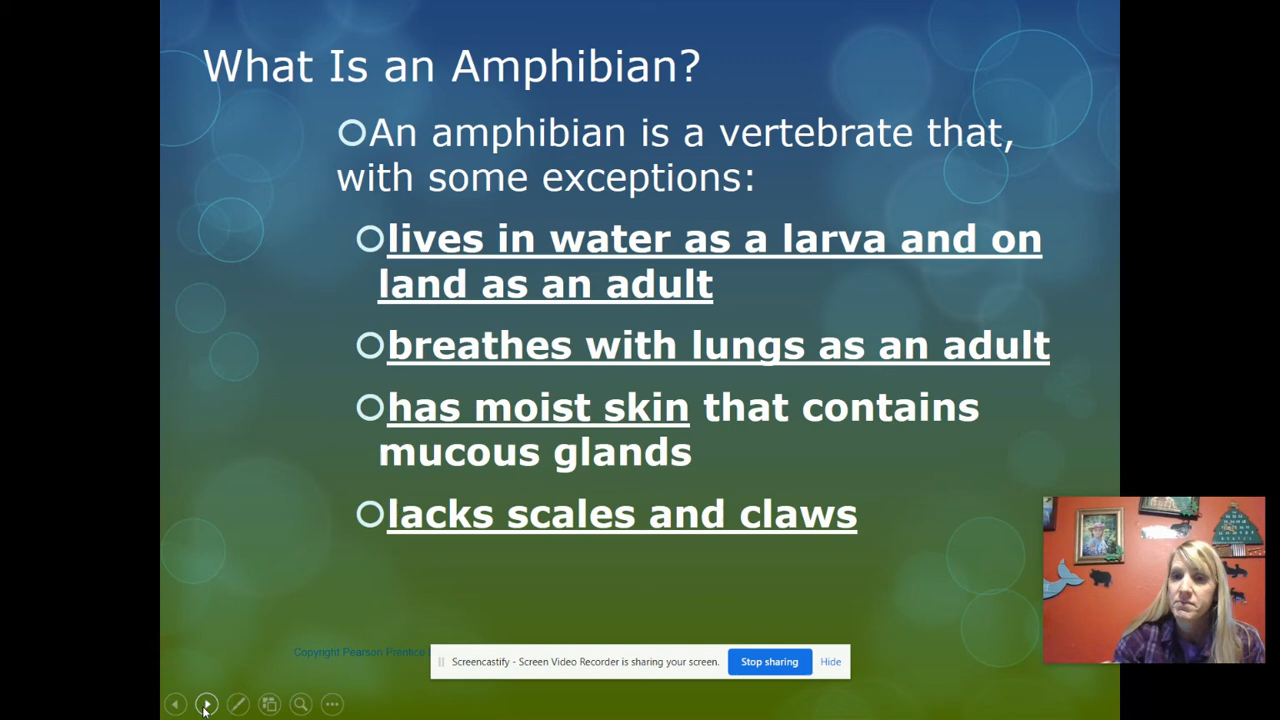 What Is an Amphibian?
An amphibian is a vertebrate that,
with some exceptions:
lives in water as a larva and on
land as an adult
breathes with lungs as an adult
has moist skin that contains
mucous glands
lacks scales and claws
Copyright Pearson Prentice
Screencastify - Screen Video Recorder is sharing your screen.
Stop sharing
Hide